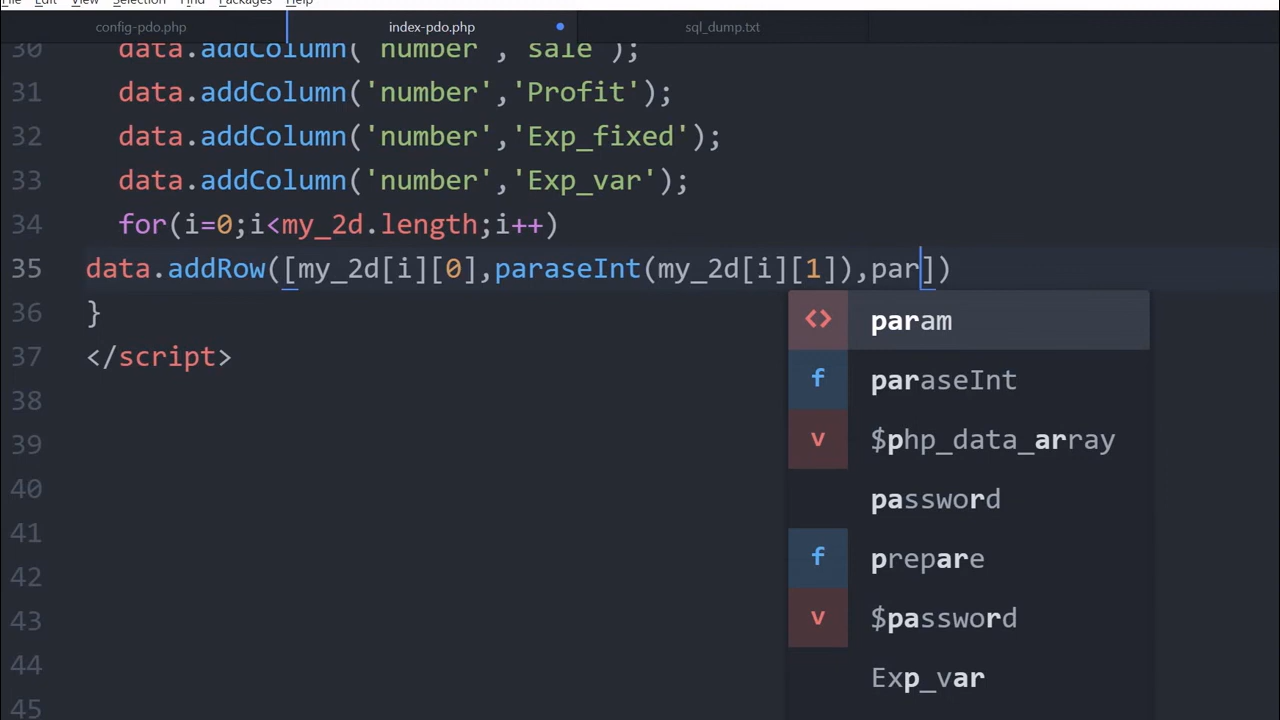 File Edit View Selection Find Packages Help
config-pdo.php index-pdo.php sql_dump.txt
30 data.addColumn('number','sale');
31 data.addColumn('number','Profit');
32 data.addColumn('number','Exp_fixed');
33 data.addColumn('number','Exp_var');
34 for(i=0;i<my_2d.length;i++)
35 data.addRow([my_2d[i][0],paraseInt(my_2d[i][1]),par])
36 }
37 </script>
38
39
40
41
42
43
44
45
<> param
f paraseInt
v $php_data_array
password
f prepare
v $password
Exp_var